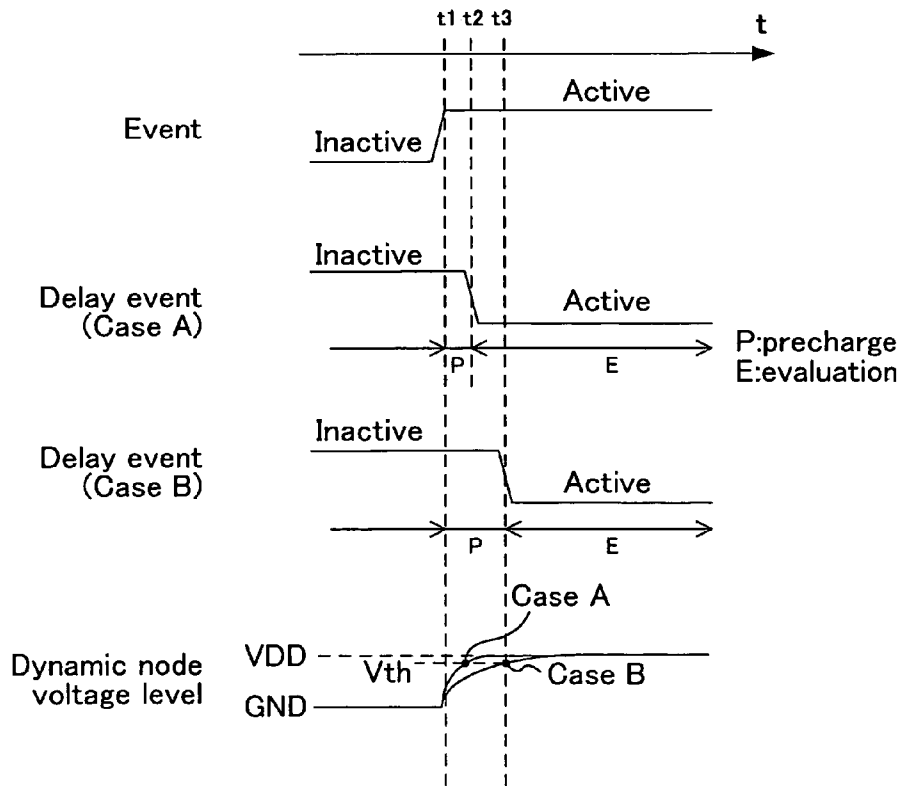 t1 t2 t3
t
Event
Inactive
Active
Delay event
(Case A)
Inactive
Active
P
E
P:precharge
E:evaluation
Delay event
(Case B)
Inactive
Active
P
E
Dynamic node
voltage level
VDD
Vth
GND
Case A
Case B